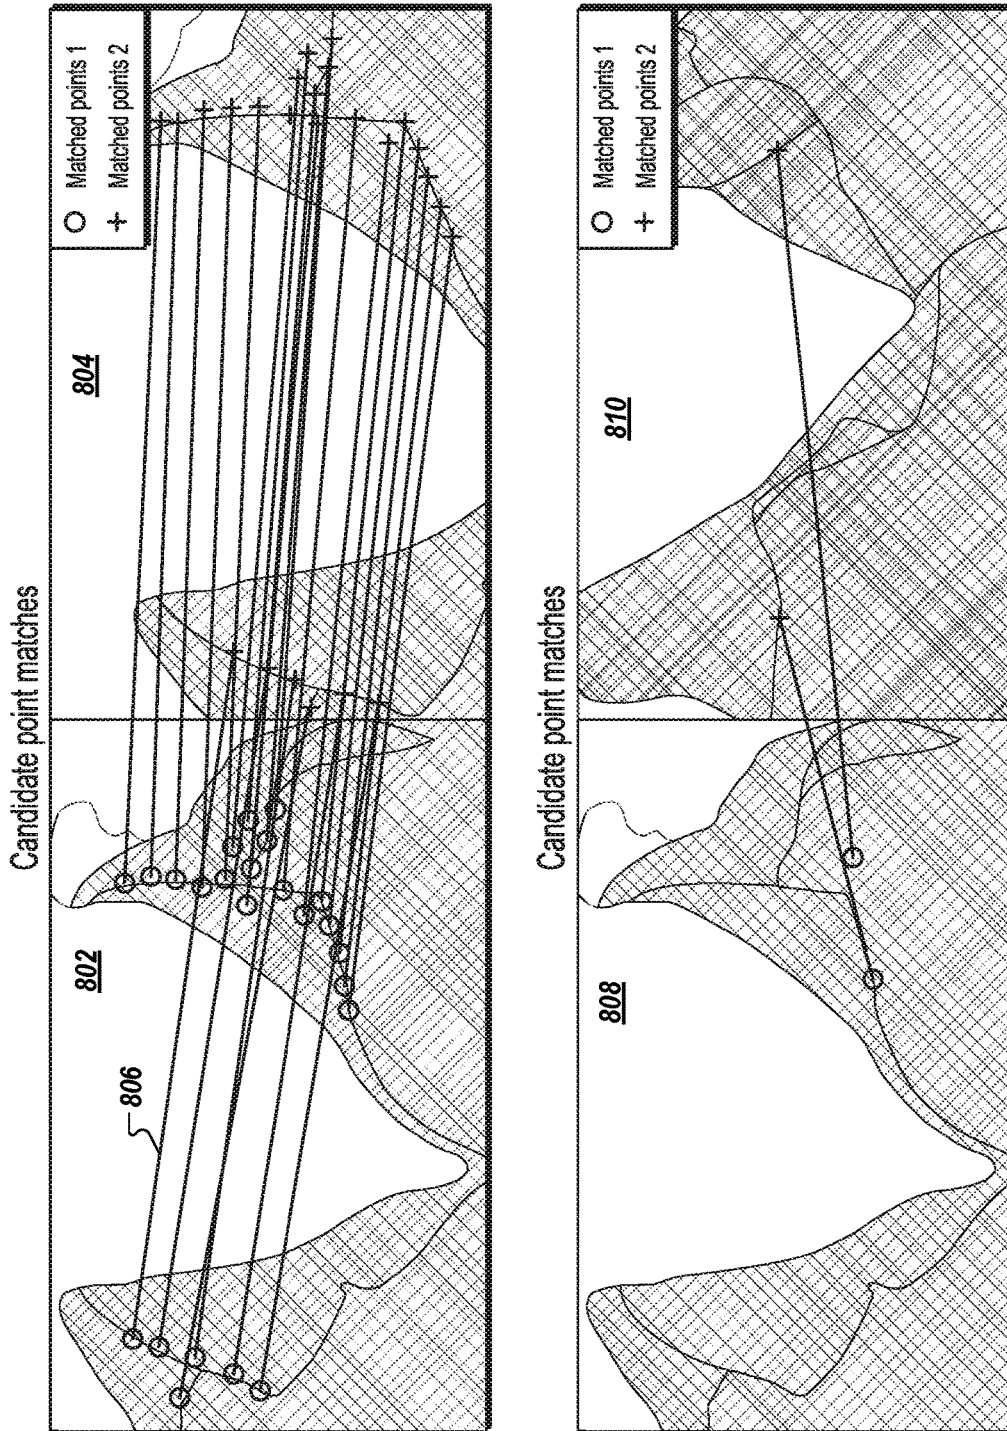 Candidate point matches
802
804
806
Matched points 1
Matched points 2
Candidate point matches
808
810
Matched points 1
Matched points 2